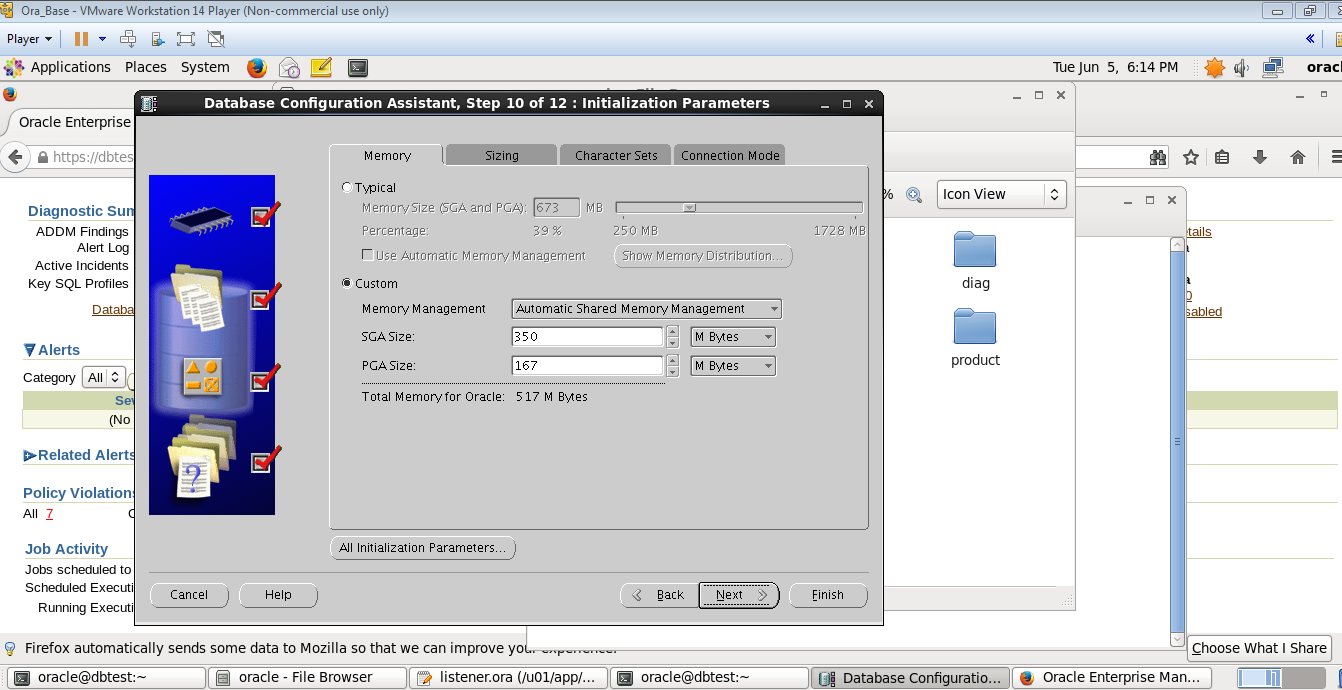 Ora_Base - VMware Workstation 14 Player (Non-commercial use only)
Player
Applications Places System
Tue Jun 5, 6:14 PM
oracl
Database Configuration Assistant, Step 10 of 12 : Initialization Parameters
Oracle Enterprise
https://dbtes
Memory
Sizing
Character Sets
Connection Mode
Typical
Memory Size (SGA and PGA): 673 MB
Percentage: 39 % 250 MB 1728 MB
Use Automatic Memory Management
Show Memory Distribution...
Custom
Memory Management Automatic Shared Memory Management
SGA Size: 350 M Bytes
PGA Size: 167 M Bytes
Total Memory for Oracle: 517 M Bytes
All Initialization Parameters...
Cancel
Help
Back
Next
Finish
Diagnostic Sum
ADDM Findings
Alert Log
Active Incidents
Key SQL Profiles
Databa
Alerts
Category All
Sev
(No
Related Alerts
Policy Violations
All 7
Job Activity
Jobs scheduled to
Scheduled Executi
Running Executi
%
Icon View
diag
product
etails
sabled
Firefox automatically sends some data to Mozilla so that we can improve your experience.
Choose What I Share
oracle@dbtest:~
oracle - File Browser
listener.ora (/u01/app/...
oracle@dbtest:~
Database Configuratio...
Oracle Enterprise Man...